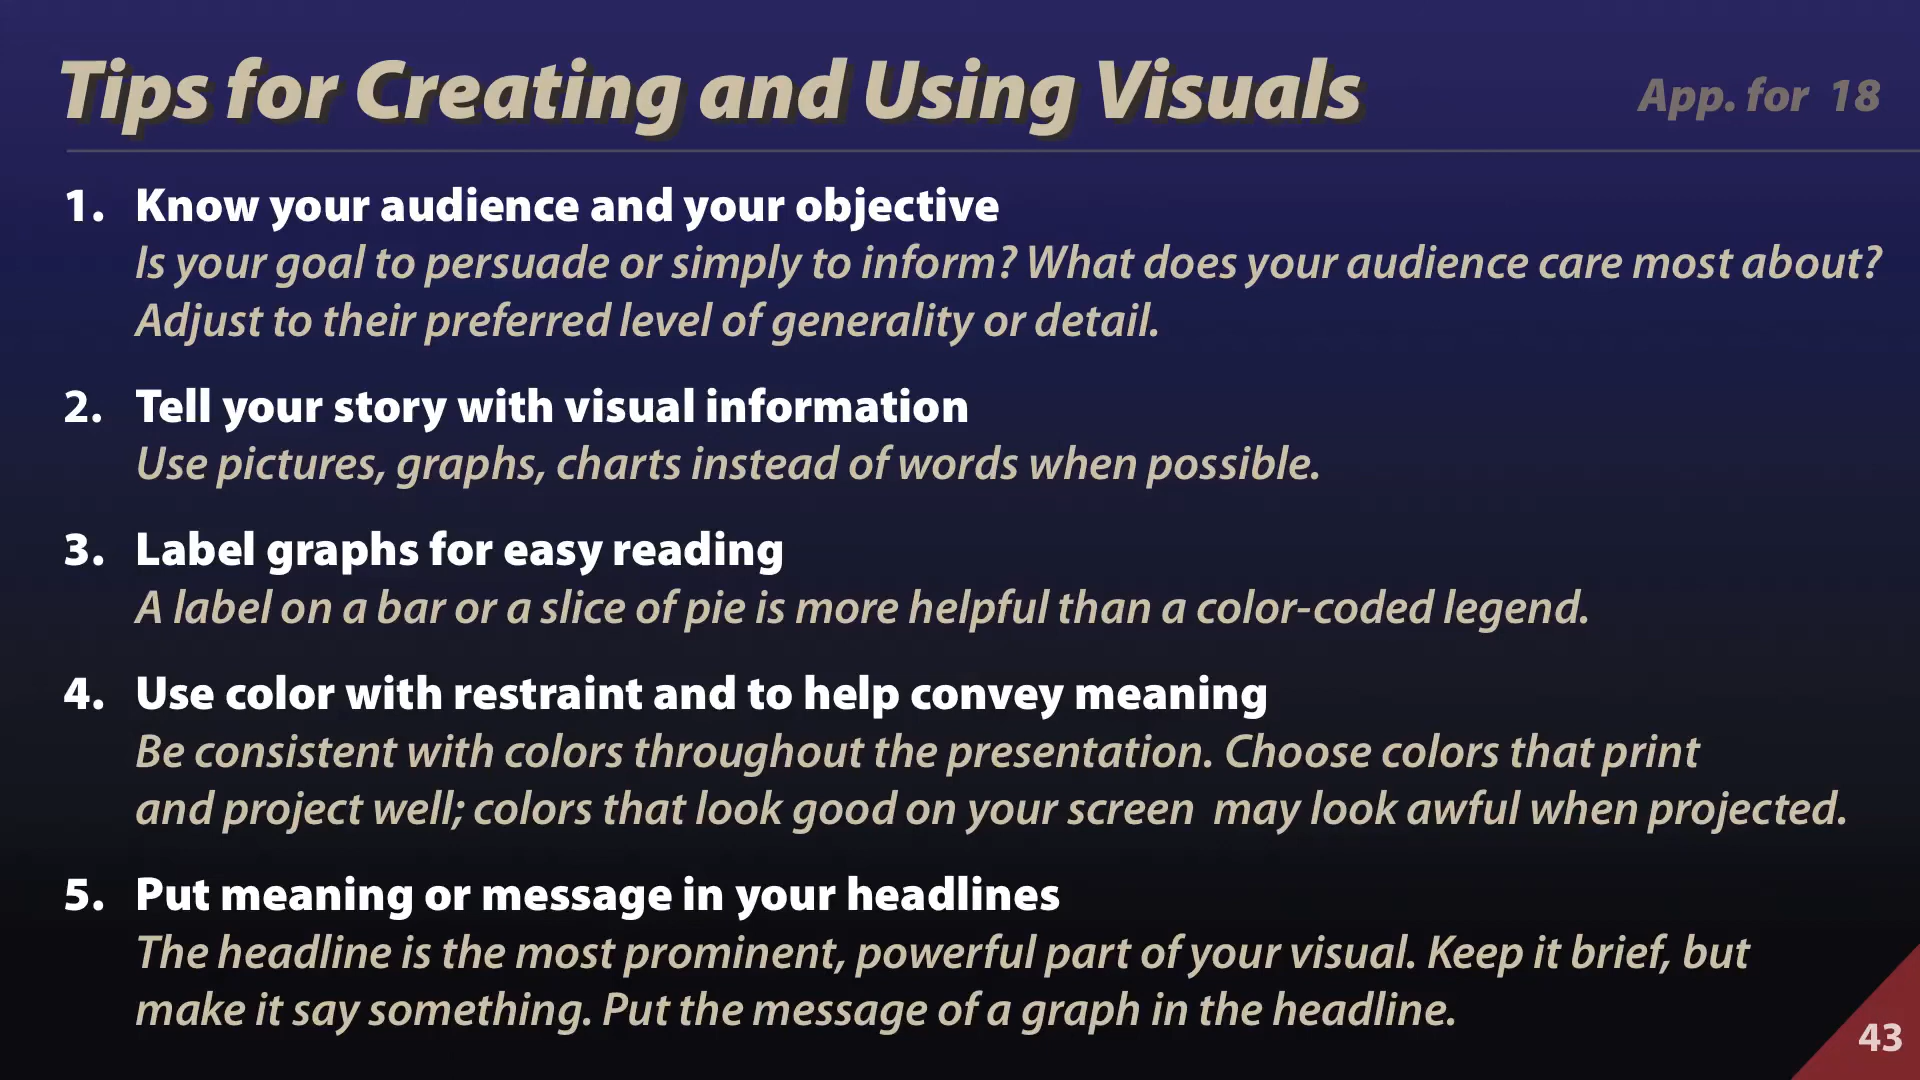 Tips for Creating and Using Visuals
App. for 18
1. Know your audience and your objective
Is your goal to persuade or simply to inform? What does your audience care most about?
Adjust to their preferred level of generality or detail.
2. Tell your story with visual information
Use pictures, graphs, charts instead of words when possible.
3. Label graphs for easy reading
A label on a bar or a slice of pie is more helpful than a color-coded legend.
4. Use color with restraint and to help convey meaning
Be consistent with colors throughout the presentation. Choose colors that print
and project well; colors that look good on your screen may look awful when projected.
5. Put meaning or message in your headlines
The headline is the most prominent, powerful part of your visual. Keep it brief, but
make it say something. Put the message of a graph in the headline.
43